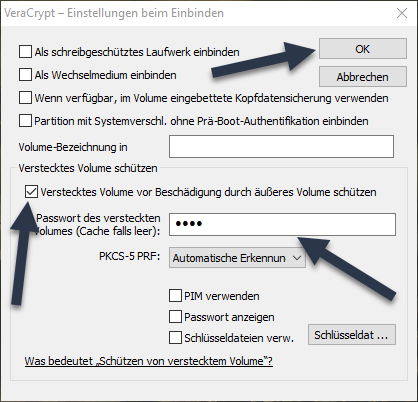 VeraCrypt – Einstellungen beim Einbinden
Als schreibgeschütztes Laufwerk einbinden
OK
Als Wechselmedium einbinden
Abbrechen
Wenn verfügbar, im Volume eingebettete Kopfdatensicherung verwenden
Partition mit Systemverschl. ohne Prä-Boot-Authentifikation einbinden
Volume-Bezeichnung in
Verstecktes Volume schützen
Verstecktes Volume vor Beschädigung durch äußeres Volume schützen
Passwort des versteckten
Volumes (Cache falls leer):
PKCS-5 PRF:
Automatische Erkennun
PIM verwenden
Passwort anzeigen
Schlüsseldateien verw.
Schlüsseldat ...
Was bedeutet „Schützen von verstecktem Volume“?